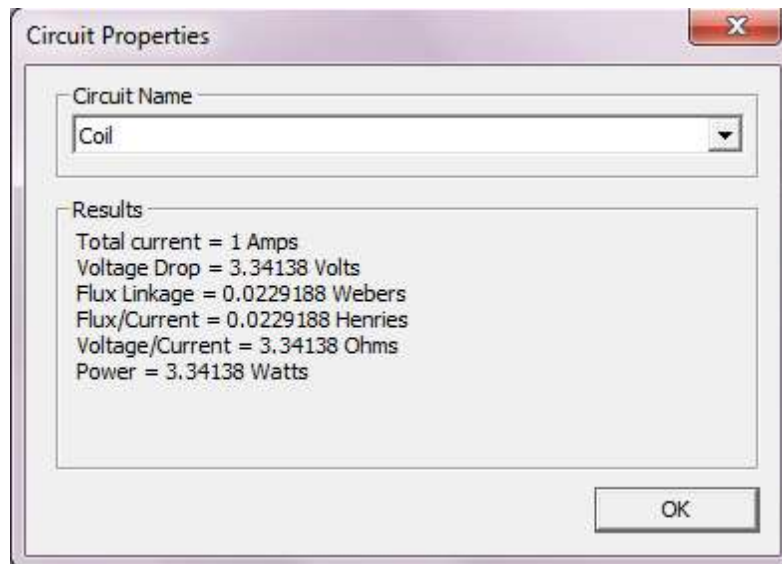 Circuit Properties
Circuit Name
Coil
Results
Total current = 1 Amps
Voltage Drop = 3.34138 Volts
Flux Linkage = 0.0229188 Webers
Flux/Current = 0.0229188 Henries
Voltage/Current = 3.34138 Ohms
Power = 3.34138 Watts
OK